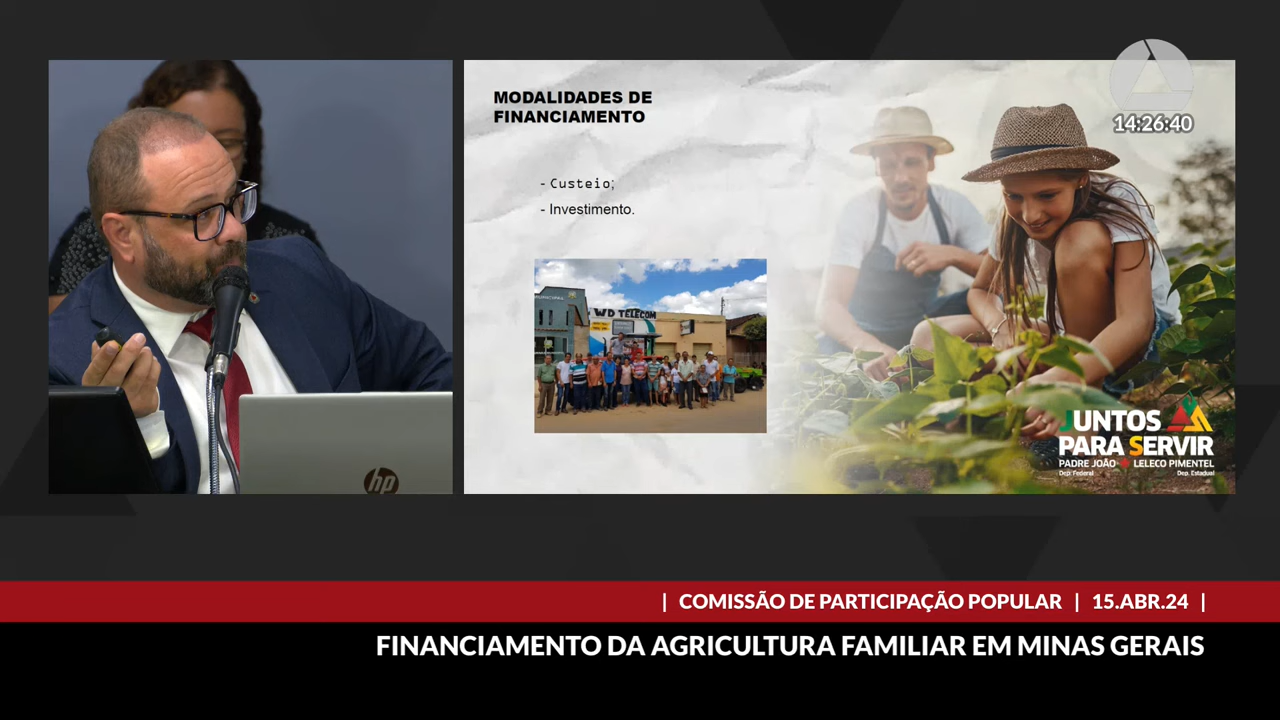 14:26:40
MODALIDADES DE
FINANCIAMENTO
- Custeio;
- Investimento.
WD TELECOM
JUNTOS
PARA SERVIR
PADRE JOÃO LELECO PIMENTEL
Dep. Federal Dep. Estadual
hp
| COMISSÃO DE PARTICIPAÇÃO POPULAR | 15.ABR.24 |
FINANCIAMENTO DA AGRICULTURA FAMILIAR EM MINAS GERAIS